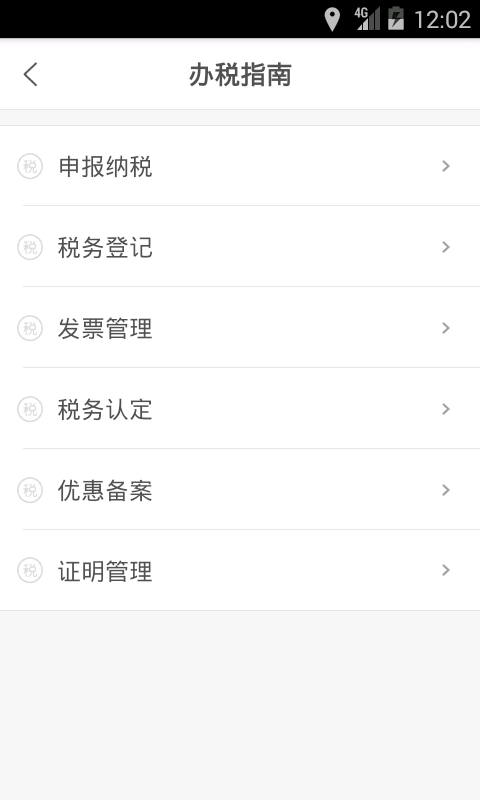 4G 12:02
办税指南
税 申报纳税
税 税务登记
税 发票管理
税 税务认定
税 优惠备案
税 证明管理